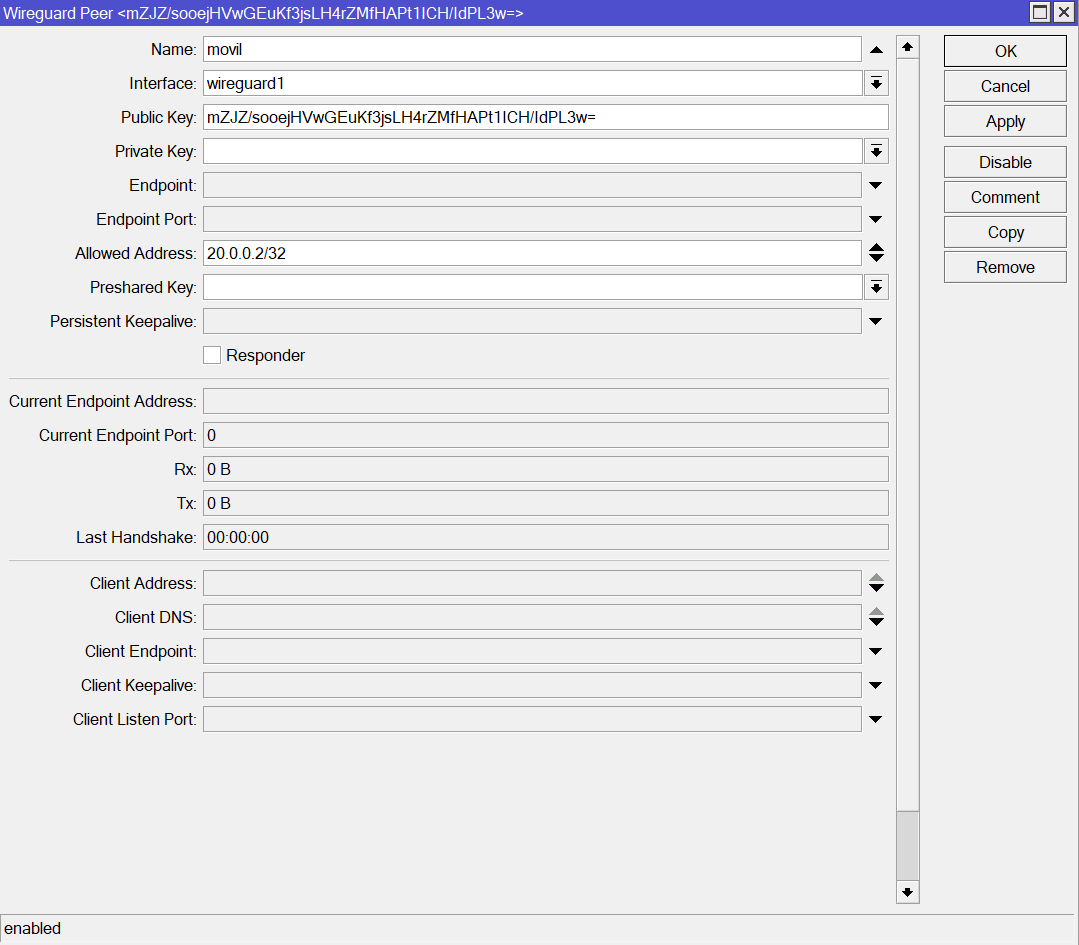 Wireguard Peer <mZJZ/sooejHVwGEuKf3jsLH4rZMfHAPt1ICH/IdPL3w=>
Name: movil
Interface: wireguard1
Public Key: mZJZ/sooejHVwGEuKf3jsLH4rZMfHAPt1ICH/IdPL3w=
Private Key:
Endpoint:
Endpoint Port:
Allowed Address: 20.0.0.2/32
Preshared Key:
Persistent Keepalive:
Responder
Current Endpoint Address:
Current Endpoint Port: 0
Rx: 0 B
Tx: 0 B
Last Handshake: 00:00:00
Client Address:
Client DNS:
Client Endpoint:
Client Keepalive:
Client Listen Port:
OK
Cancel
Apply
Disable
Comment
Copy
Remove
enabled